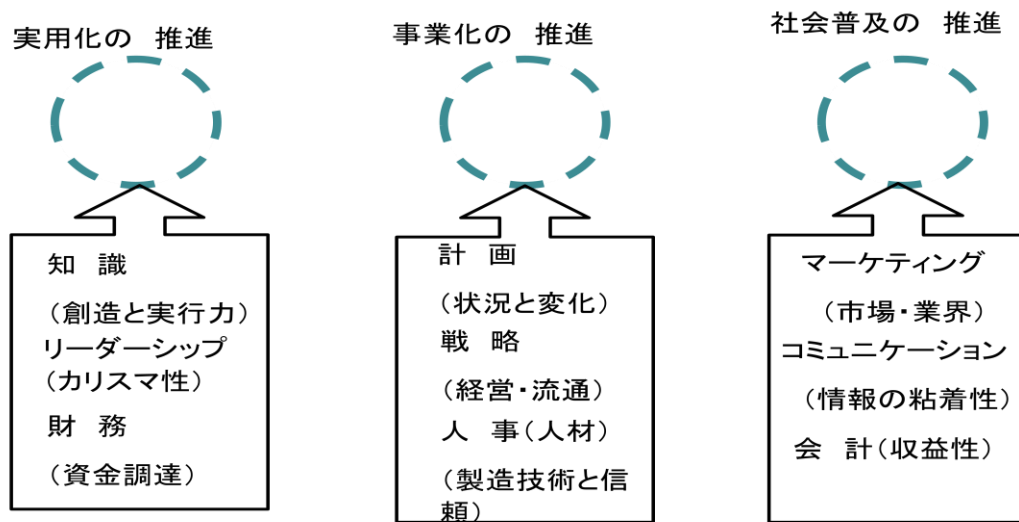 実用化の 推進
知 識
(創造と実行力)
リーダーシップ
(カリスマ性)
財 務
(資金調達)
事業化の 推進
計 画
(状況と変化)
戦 略
(経営・流通)
人 事(人材)
(製造技術と信
頼)
社会普及の 推進
マーケティング
(市場・業界)
コミュニケーション
(情報の粘着性)
会 計(収益性)